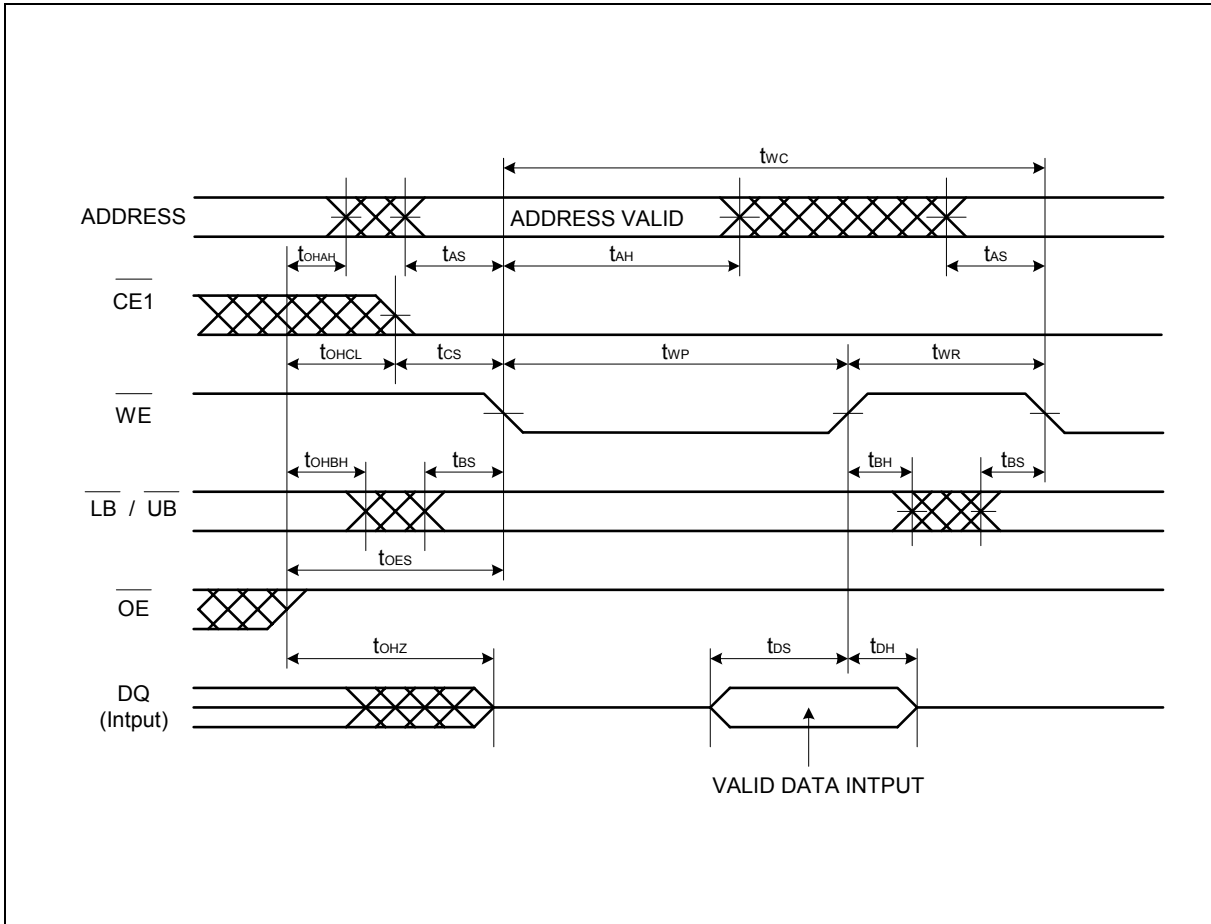 tWC
ADDRESS
ADDRESS VALID
tOHAH
tAS
tAH
tAS
CE1
tOHCL
tCS
tWP
tWR
WE
tOHBH
tBS
tBH
tBS
LB / UB
tOES
OE
tOHZ
tDS
tDH
DQ
(Intput)
VALID DATA INTPUT